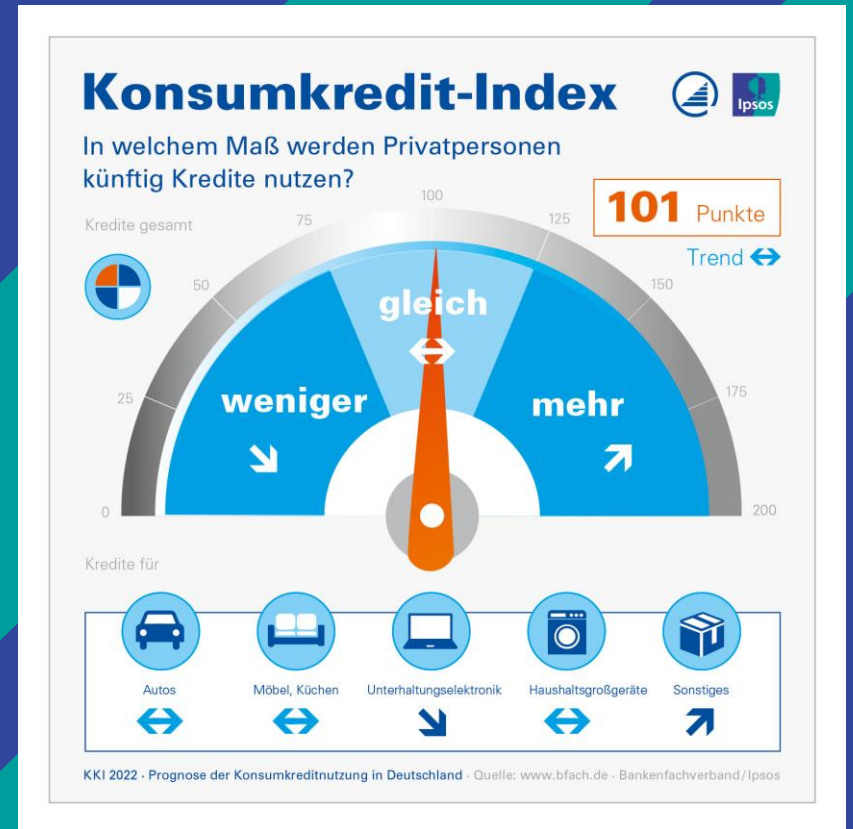 Konsumkredit-Index
Ipsos
In welchem Maß werden Privatpersonen
künftig Kredite nutzen?
101 Punkte
Trend
Kredite gesamt
0
25
50
75
100
125
150
175
200
weniger
gleich
mehr
Kredite für
Autos
Möbel, Küchen
Unterhaltungselektronik
Haushaltsgroßgeräte
Sonstiges
KKI 2022 · Prognose der Konsumkreditnutzung in Deutschland · Quelle: www.bfach.de · Bankenfachverband/Ipsos